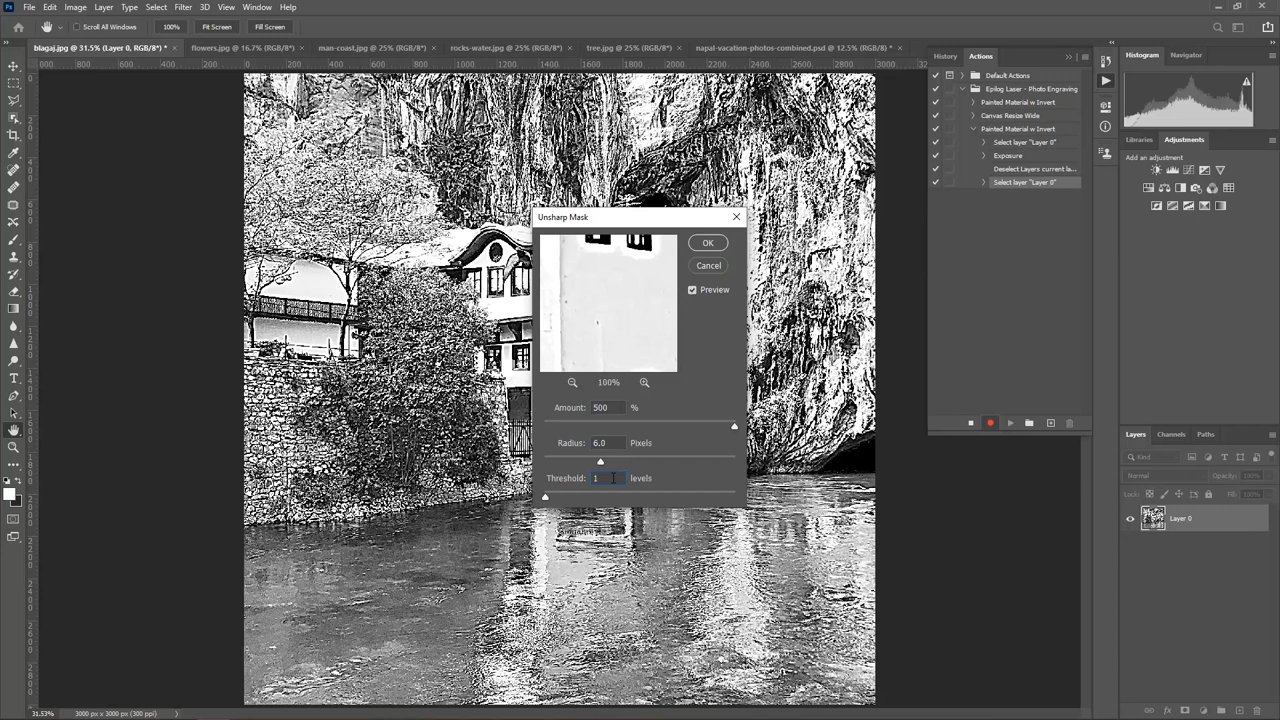 Ps File Edit Image Layer Type Select Filter 3D View Window Help
Scroll All Windows 100% Fit Screen Fill Screen
blagaj.jpg @ 31.5% (Layer 0, RGB/8*) * × flowers.jpg @ 16.7% (RGB/8*) × man-coast.jpg @ 25% (RGB/8*) × rocks-water.jpg @ 25% (RGB/8*) × tree.jpg @ 25% (RGB/8*) × napal-vacation-photos-combined.psd @ 12.5% (RGB/8) * ×
History Actions
Default Actions
Epilog Laser - Photo Engraving
Painted Material w Invert
Canvas Resize Wide
Painted Material w Invert
Select layer "Layer 0"
Exposure
Deselect Layers current la...
Select layer "Layer 0"
Histogram Navigator
Libraries Adjustments
Add an adjustment
Unsharp Mask
OK
Cancel
Preview
100%
Amount: 500 %
Radius: 6.0 Pixels
Threshold: 1 levels
Layers Channels Paths
Kind
Normal Opacity: 100%
Lock: Fill: 100%
Layer 0
31.53% 3000 px x 3000 px (300 ppi)